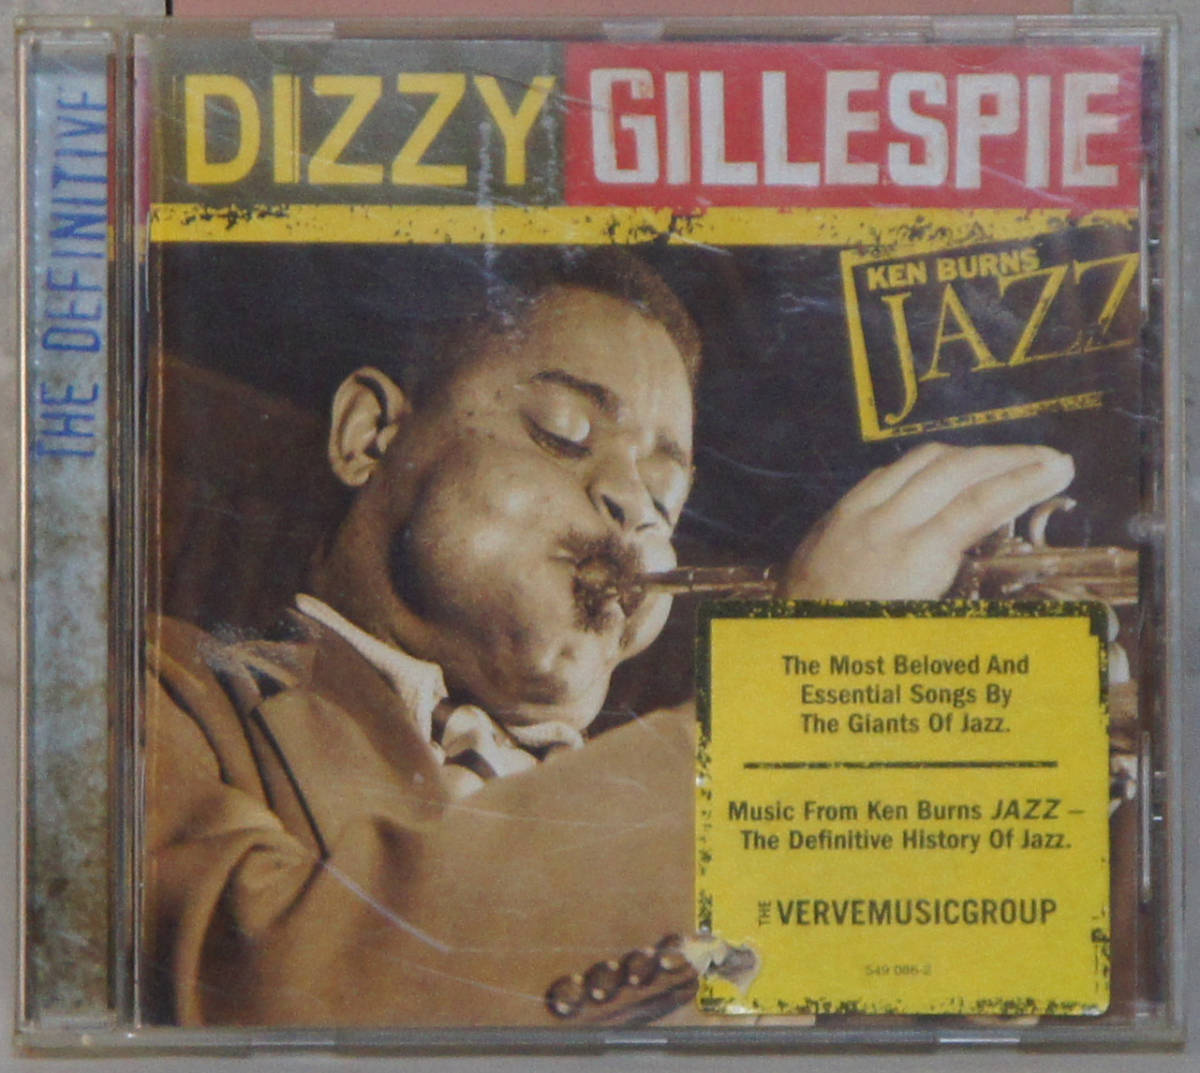 THE DEFINITIVE
DIZZY GILLESPIE
KEN BURNS
JAZZ
The Most Beloved And
Essential Songs By
The Giants Of Jazz.
Music From Ken Burns JAZZ –
The Definitive History Of Jazz.
THE VERVEMUSICGROUP
549 086-2